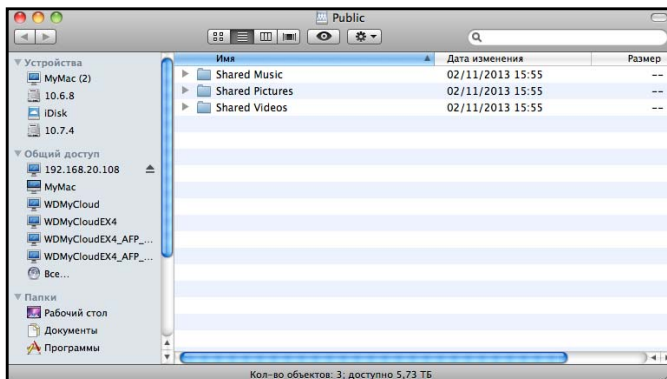 Public
Имя
Дата изменения
Размер
Shared Music
02/11/2013 15:55
--
Shared Pictures
02/11/2013 15:55
--
Shared Videos
02/11/2013 15:55
--
Устройства
MyMac (2)
10.6.8
iDisk
10.7.4
Общий доступ
192.168.20.108
MyMac
WDMyCloud
WDMyCloudEX4
WDMyCloudEX4_AFP_...
WDMyCloudEX4_AFP_...
Все...
Папки
Рабочий стол
Документы
Программы
Кол-во объектов: 3; доступно 5,73 ТБ